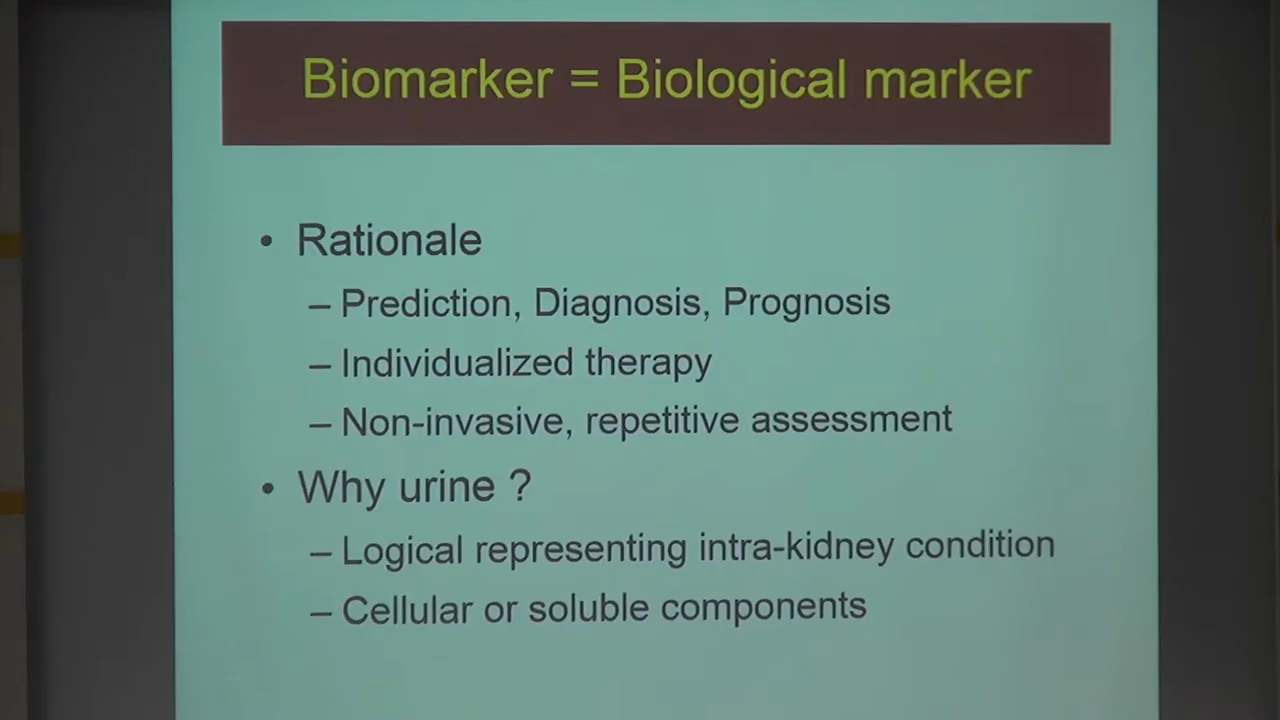 Biomarker = Biological marker
• Rationale
– Prediction, Diagnosis, Prognosis
– Individualized therapy
– Non-invasive, repetitive assessment
• Why urine ?
– Logical representing intra-kidney condition
– Cellular or soluble components